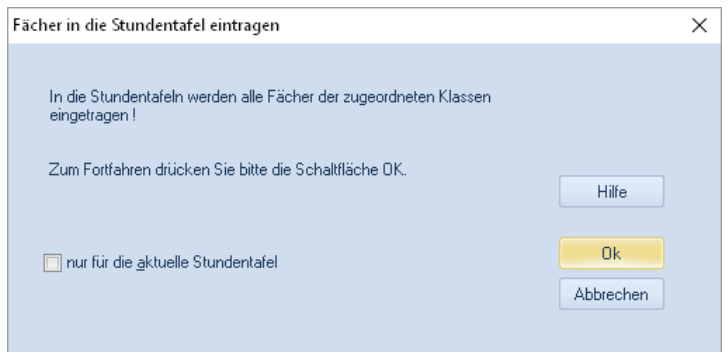 Fächer in die Stundentafel eintragen
In die Stundentafeln werden alle Fächer der zugeordneten Klassen
eingetragen !
Zum Fortfahren drücken Sie bitte die Schaltfläche OK.
Hilfe
nur für die aktuelle Stundentafel
Ok
Abbrechen